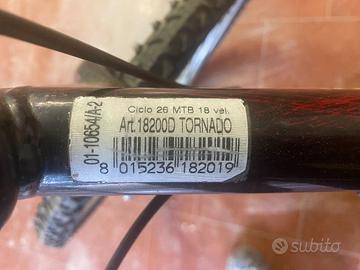 Ciclo 26 MTB 18 vel.
Art.18200D TORNADO
01-10654/A-2
8 015236 182019
subito